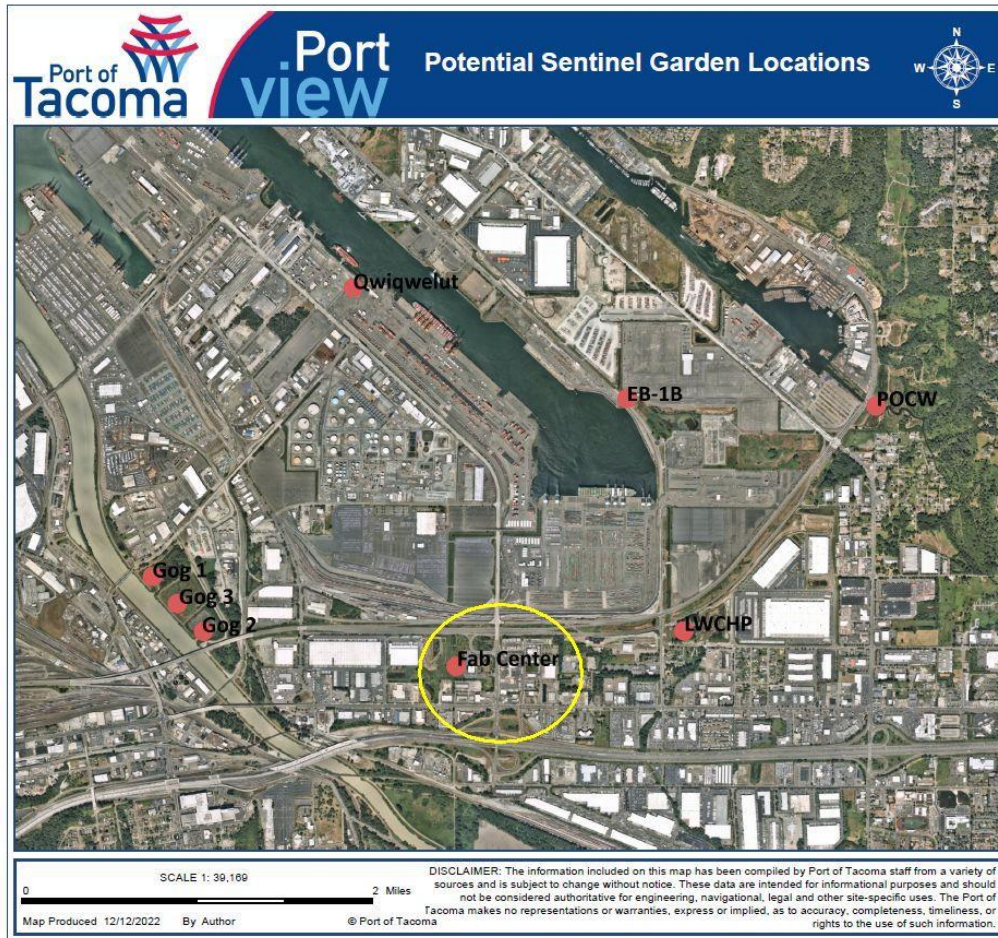 Port of
Tacoma
Port
view
Potential Sentinel Garden Locations
N
W
E
S
Qwiqwelut
EB-1B
POCW
Gog 1
Gog 3
Gog 2
LWCHP
Fab Center
SCALE 1: 39,169
0
2 Miles
Map Produced 12/12/2022 By Author
© Port of Tacoma
DISCLAIMER: The information included on this map has been compiled by Port of Tacoma staff from a variety of
sources and is subject to change without notice. These data are intended for informational purposes and should
not be considered authoritative for engineering, navigational, legal and other site-specific uses. The Port of
Tacoma makes no representations or warranties, express or implied, as to accuracy, completeness, timeliness, or
rights to the use of such information.